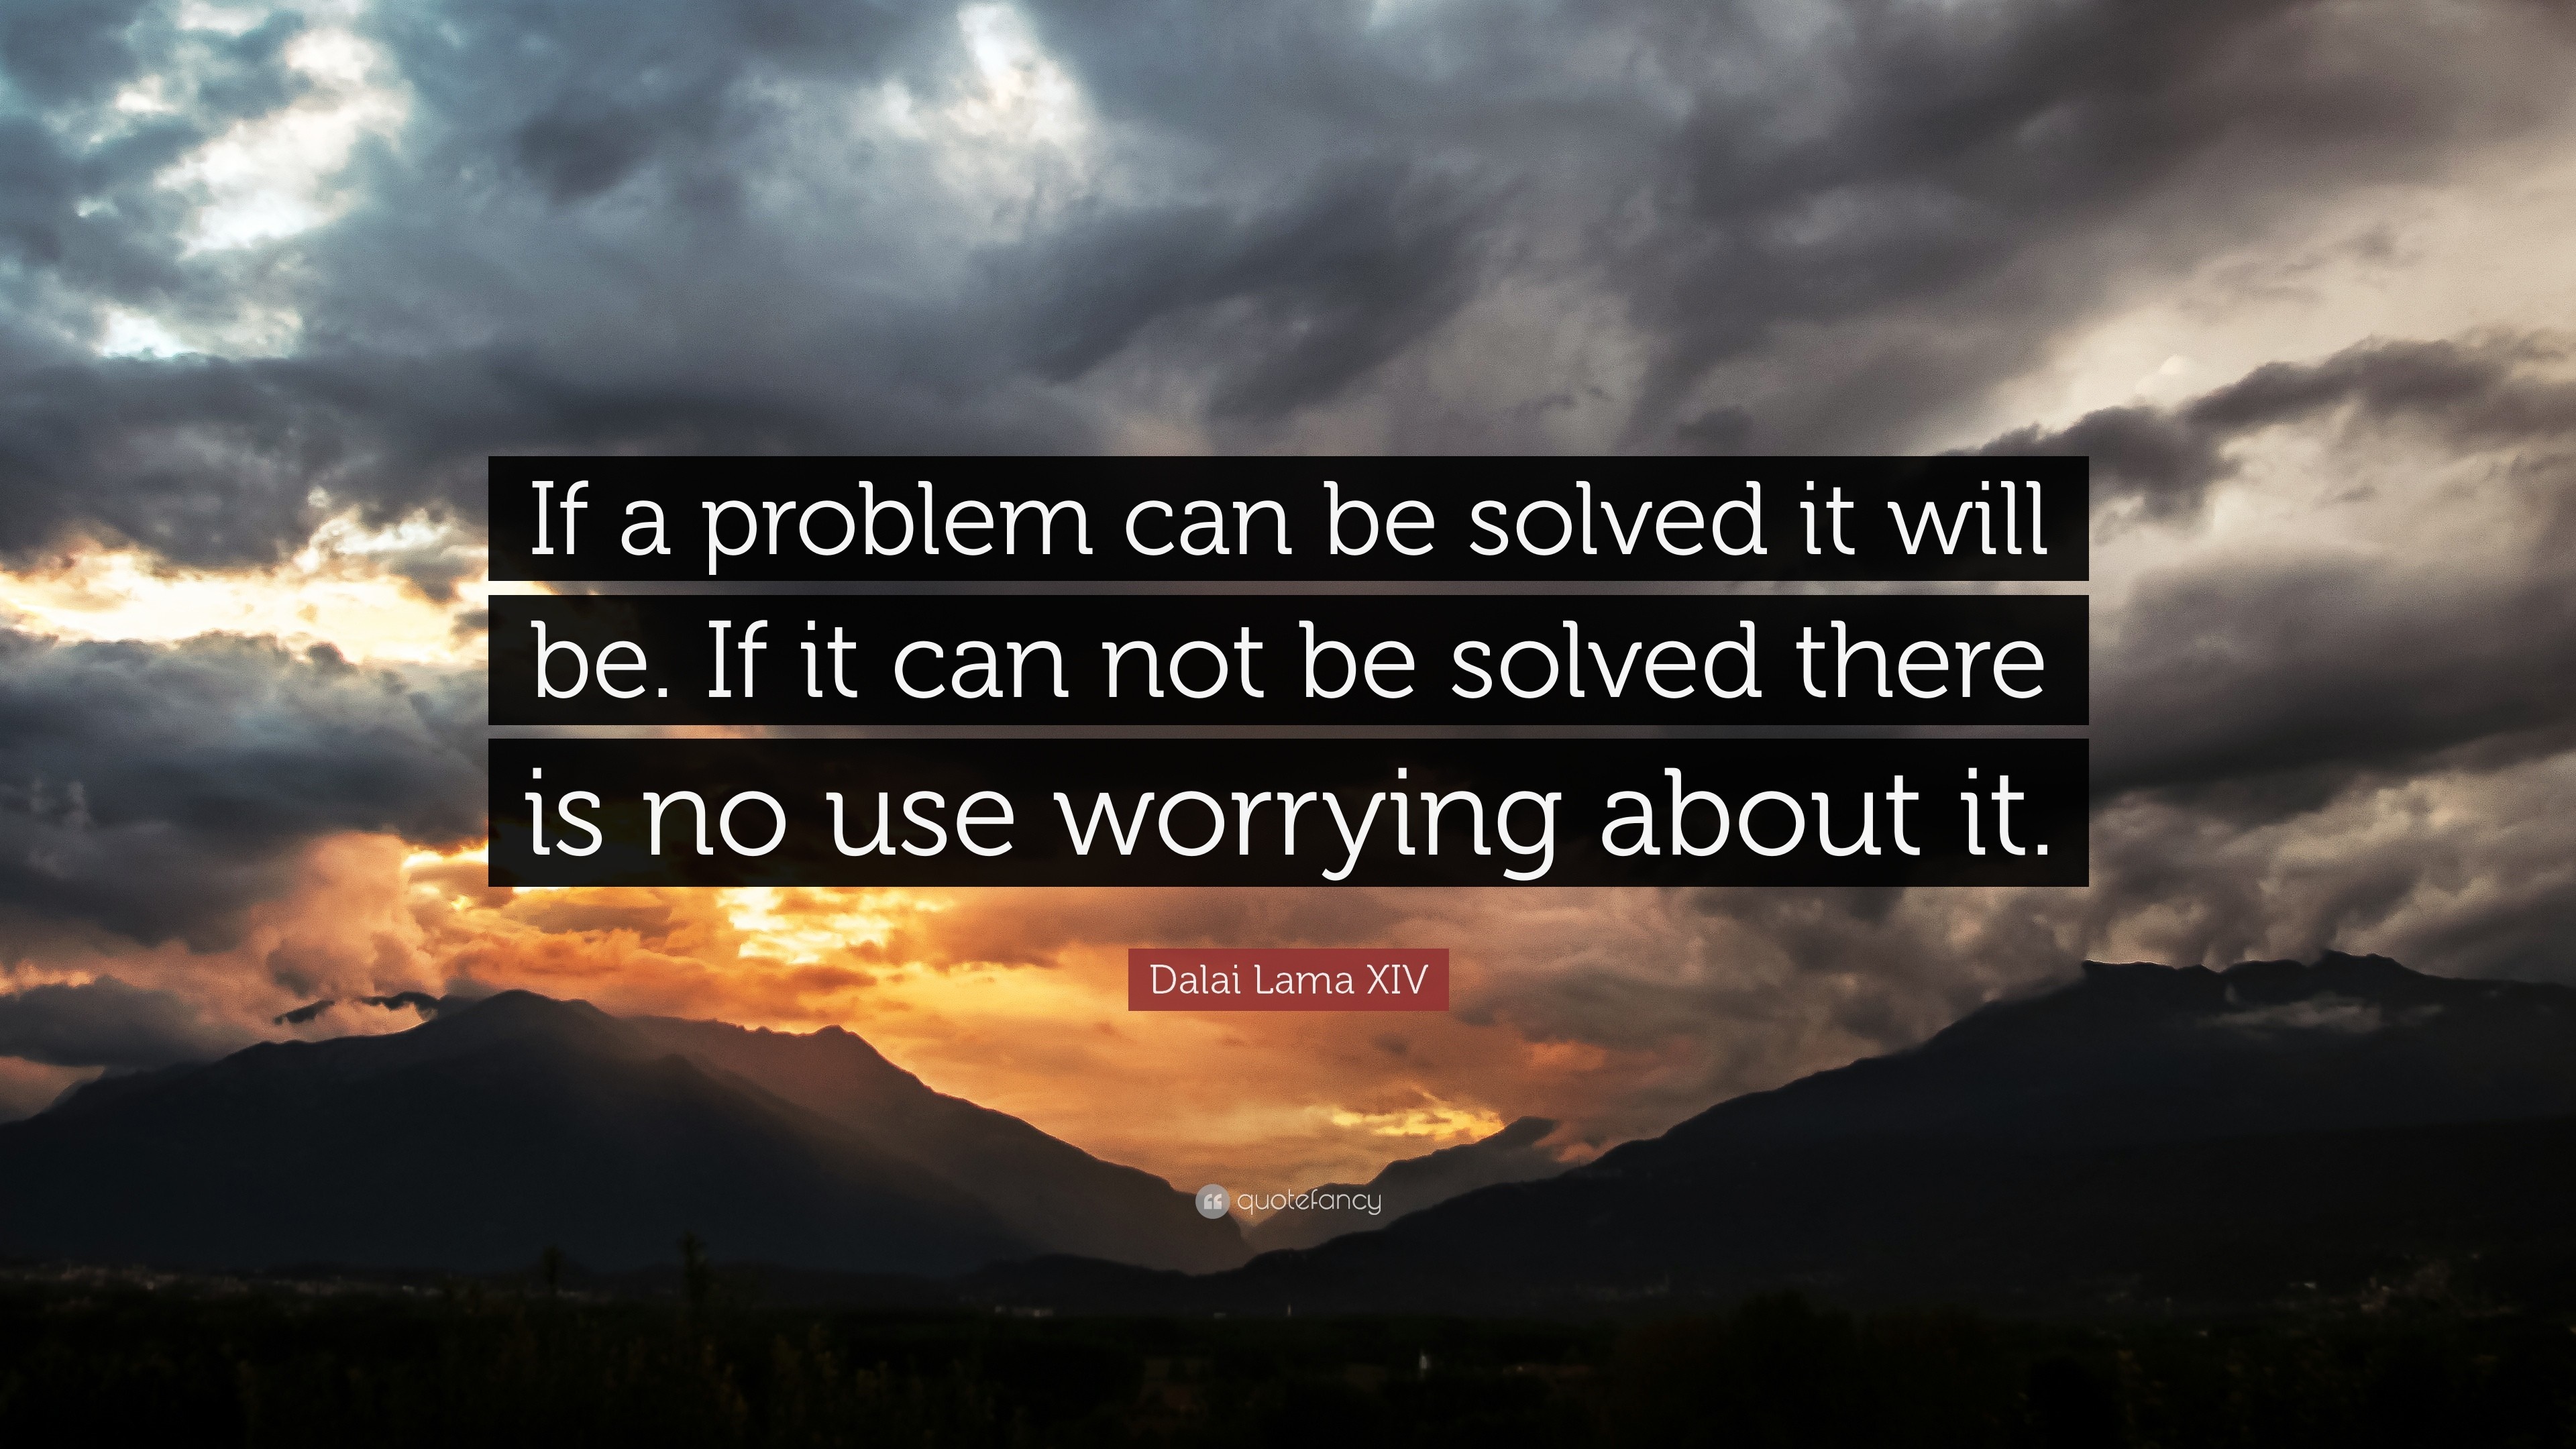 If a problem can be solved it will
be. If it can not be solved there
is no use worrying about it.
Dalai Lama XIV
quotefancy